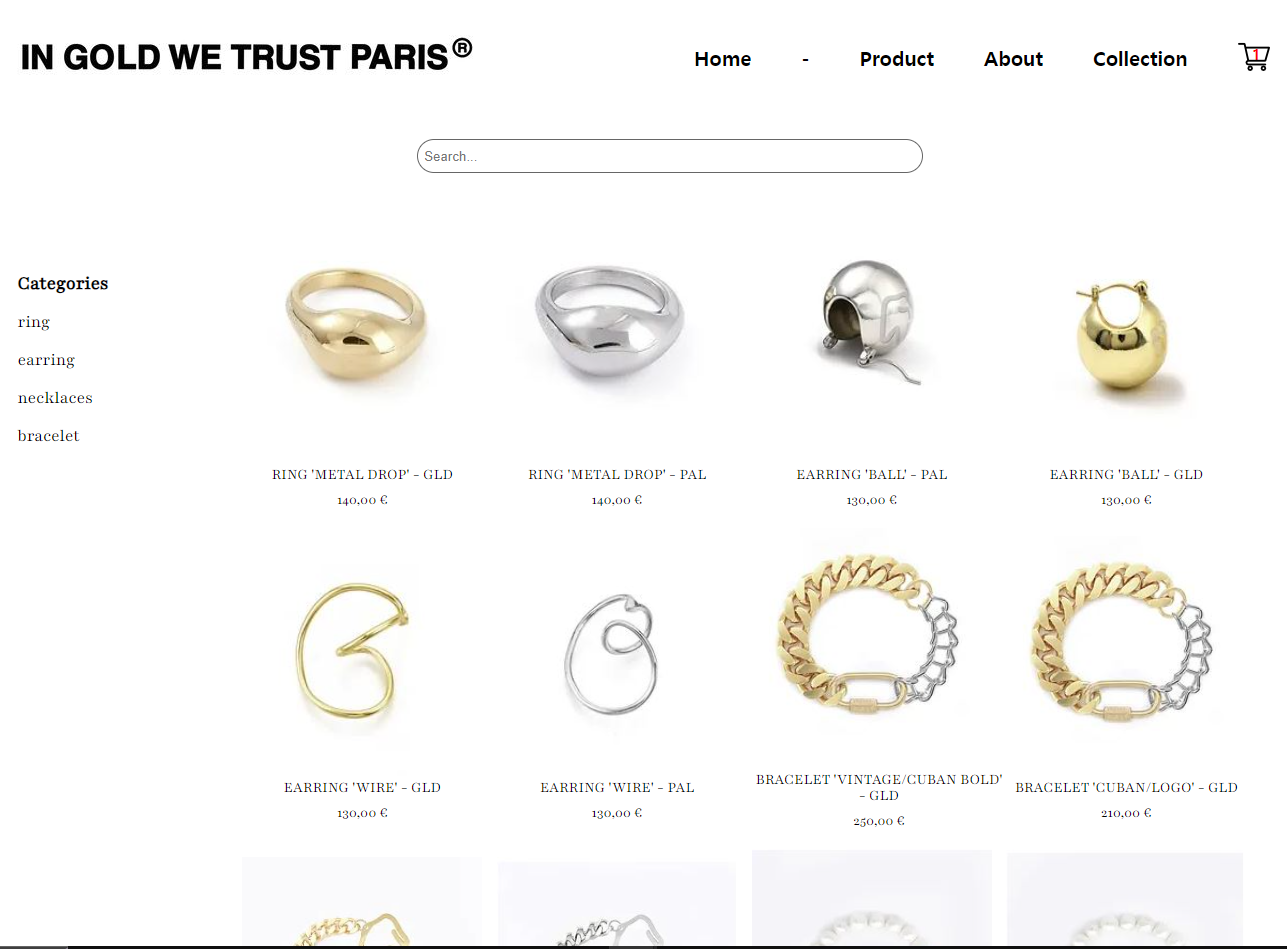 IN GOLD WE TRUST PARIS®
Home - Product About Collection 1
Search...
Categories
ring
earring
necklaces
bracelet
RING 'METAL DROP' - GLD
140,00 €
RING 'METAL DROP' - PAL
140,00 €
EARRING 'BALL' - PAL
130,00 €
EARRING 'BALL' - GLD
130,00 €
EARRING 'WIRE' - GLD
130,00 €
EARRING 'WIRE' - PAL
130,00 €
BRACELET 'VINTAGE/CUBAN BOLD'
- GLD
250,00 €
BRACELET 'CUBAN/LOGO' - GLD
210,00 €